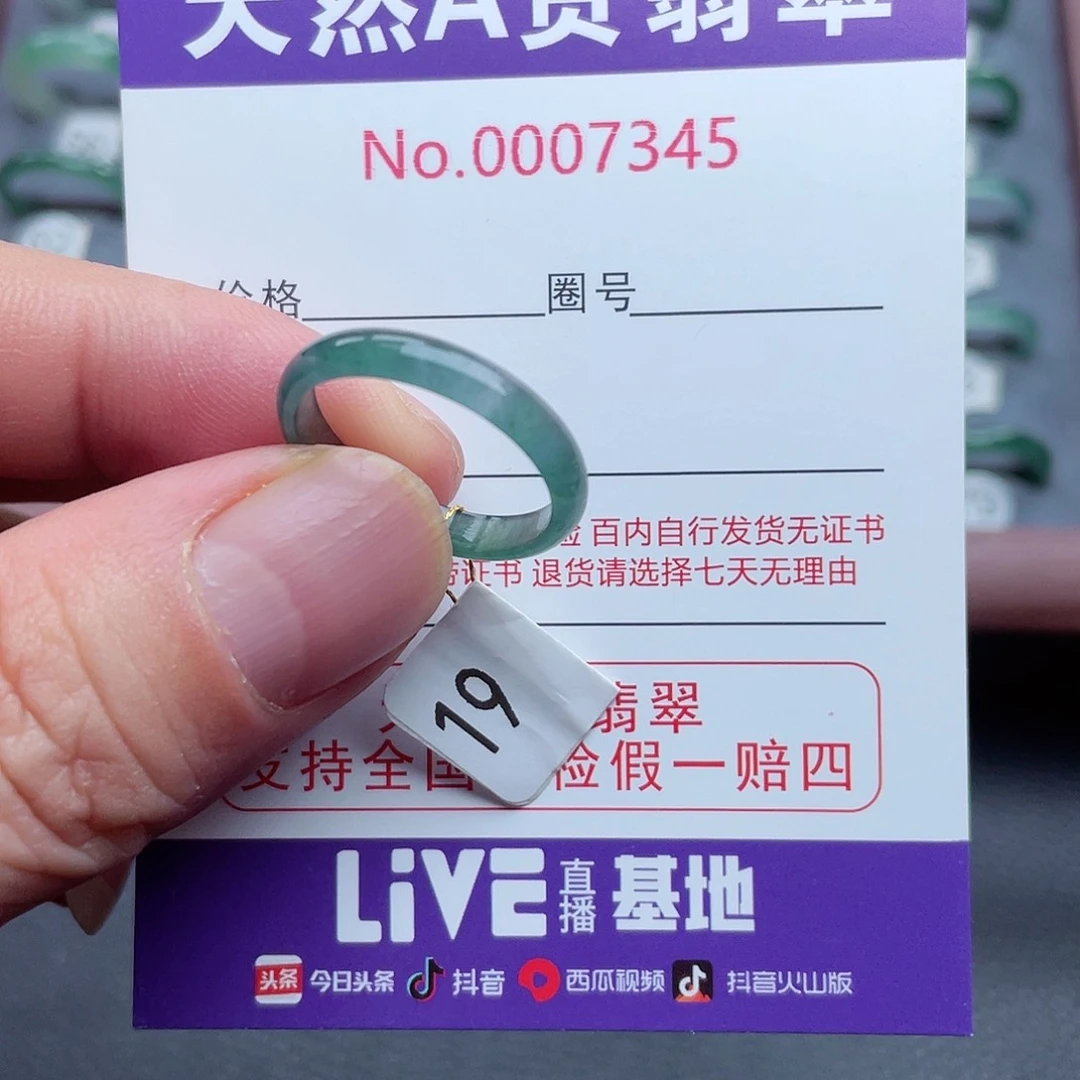 天然A货翡翠
No.0007345
价格 圈号
百内自行发货无证书
证书 退货请选择七天无理由
19
翡翠
支持全国 检假一赔四
LiVE 直播 基地
头条 今日头条 抖音 西瓜视频 抖音火山版